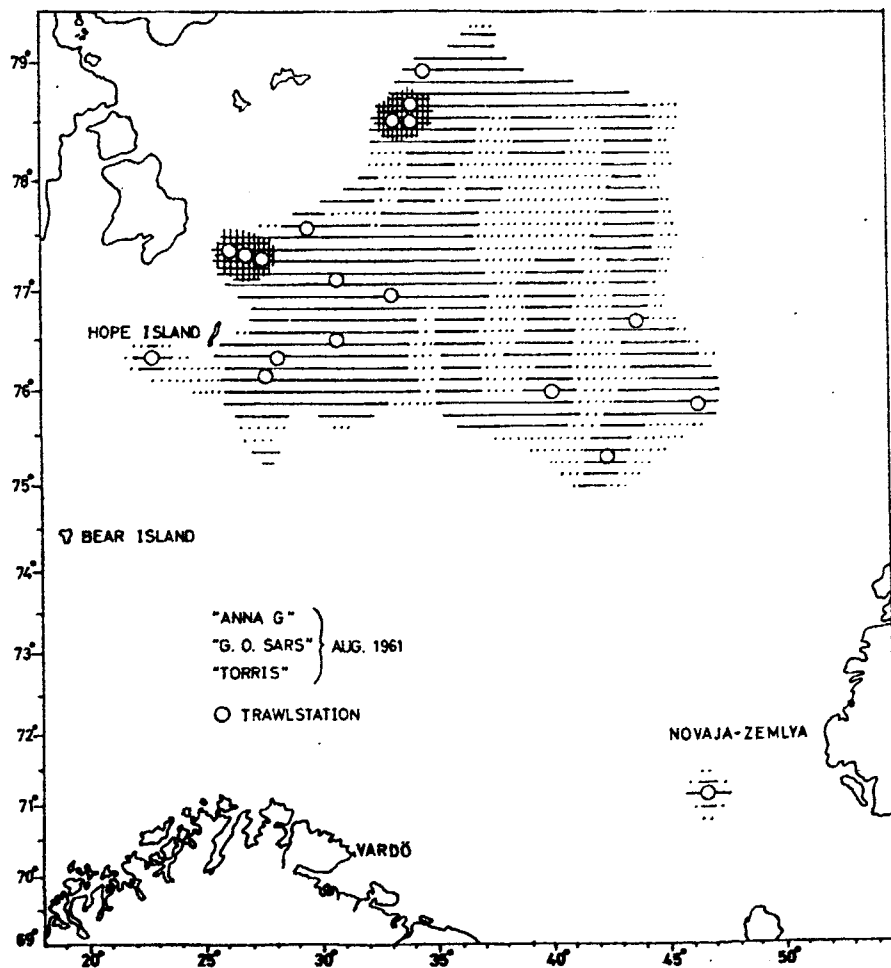 79°
78°
77°
HOPE ISLAND
76°
75°
BEAR ISLAND
74°
73°
"ANNA G"
"G. O. SARS" AUG. 1961
"TORRIS"
72°
TRAWLSTATION
NOVAJA-ZEMLYA
71°
VARDÖ
70°
69°
20° 25° 30° 35° 40° 45° 50°